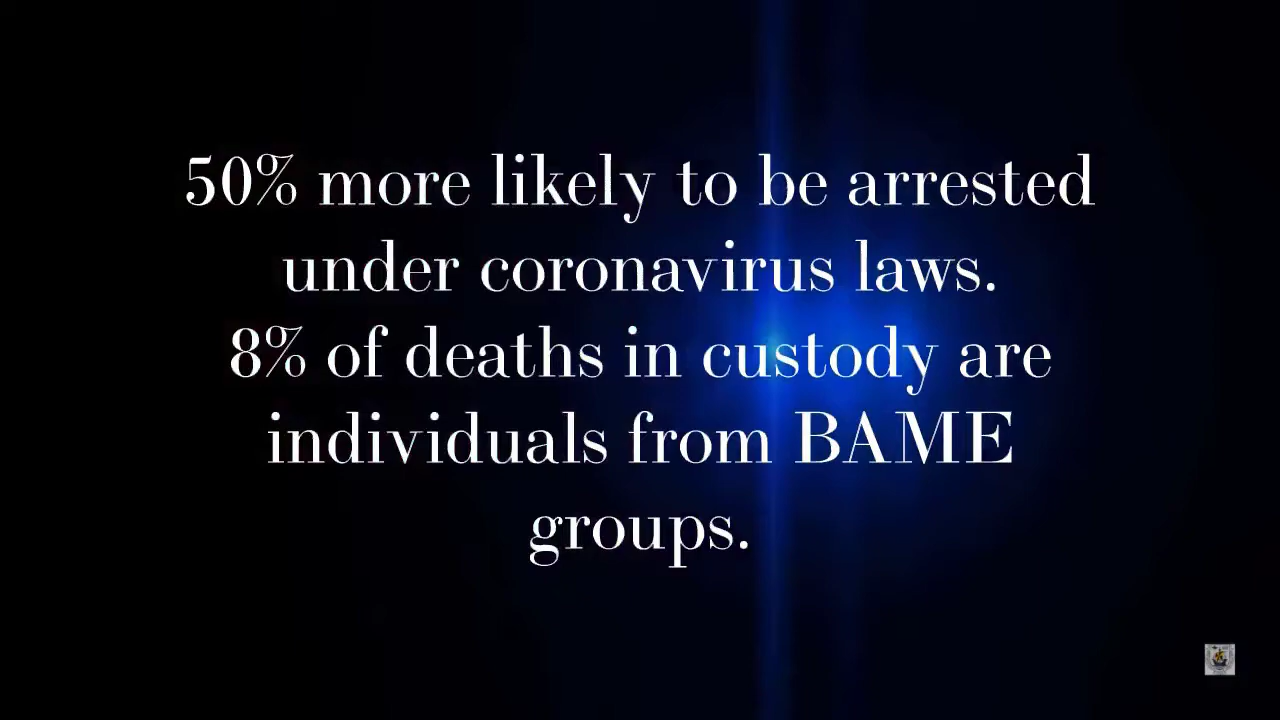 50% more likely to be arrested
under coronavirus laws.
8% of deaths in custody are
individuals from BAME
groups.